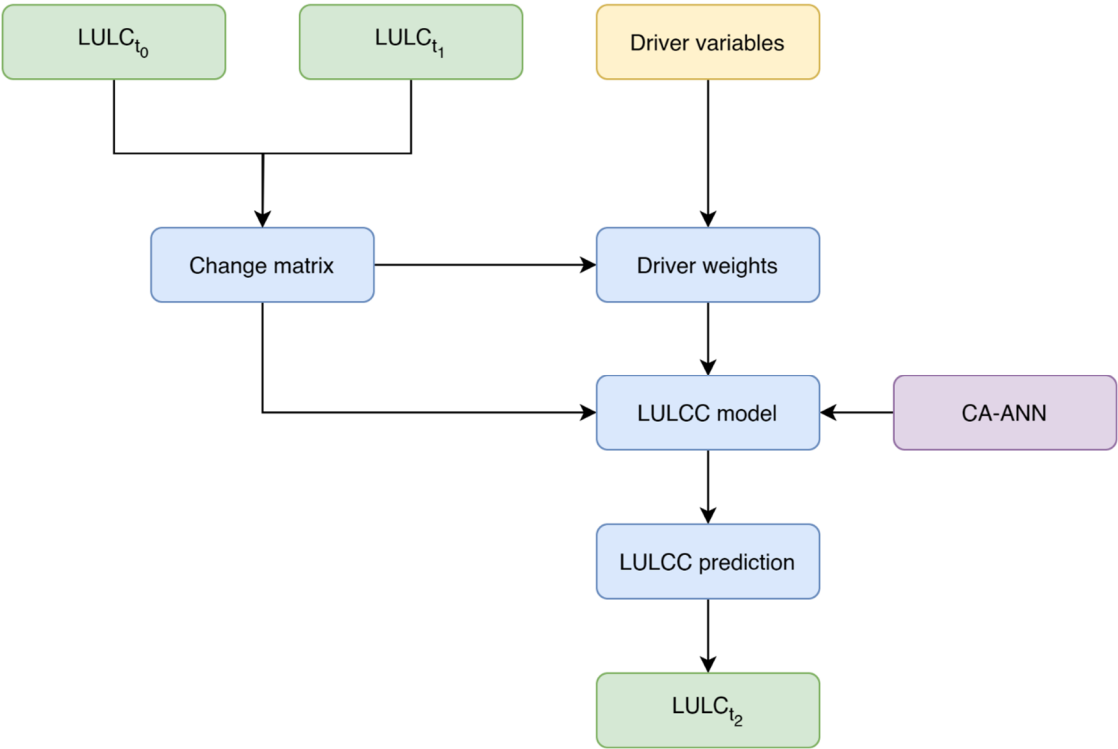 LULCt0
LULCt1
Driver variables
Change matrix
Driver weights
LULCC model
CA-ANN
LULCC prediction
LULCt2